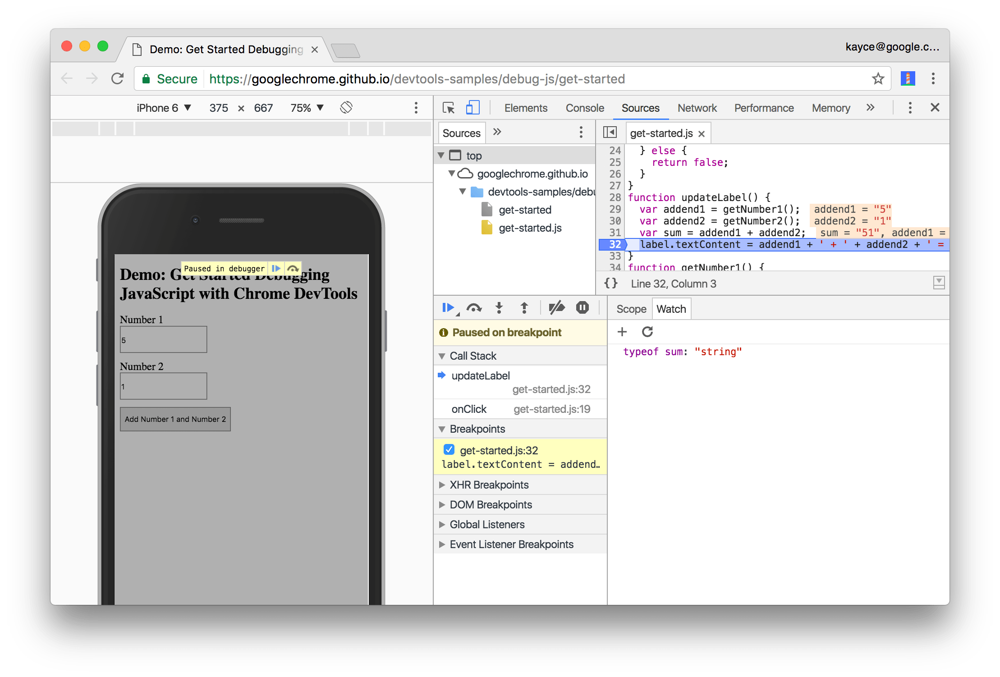 Demo: Get Started Debugging
kayce@google.c...
Secure https://googlechrome.github.io/devtools-samples/debug-js/get-started
iPhone 6 ▼ 375 × 667 75% ▼
Elements Console Sources Network Performance Memory »
Sources »
top
googlechrome.github.io
devtools-samples/debu
get-started
get-started.js
get-started.js ×
24 } else {
25 return false;
26 }
27 }
28 function updateLabel() {
29 var addend1 = getNumber1(); addend1 = "5"
30 var addend2 = getNumber2(); addend2 = "1"
31 var sum = addend1 + addend2; sum = "51", addend1 =
32 label.textContent = addend1 + ' + ' + addend2 + ' =
33 }
34 function getNumber1() {
{} Line 32, Column 3
Paused in debugger
Demo: Get Started Debugging
JavaScript with Chrome DevTools
Number 1
5
Number 2
1
Add Number 1 and Number 2
Paused on breakpoint
Call Stack
updateLabel
get-started.js:32
onClick get-started.js:19
Breakpoints
get-started.js:32
label.textContent = addend…
XHR Breakpoints
DOM Breakpoints
Global Listeners
Event Listener Breakpoints
Scope Watch
typeof sum: "string"